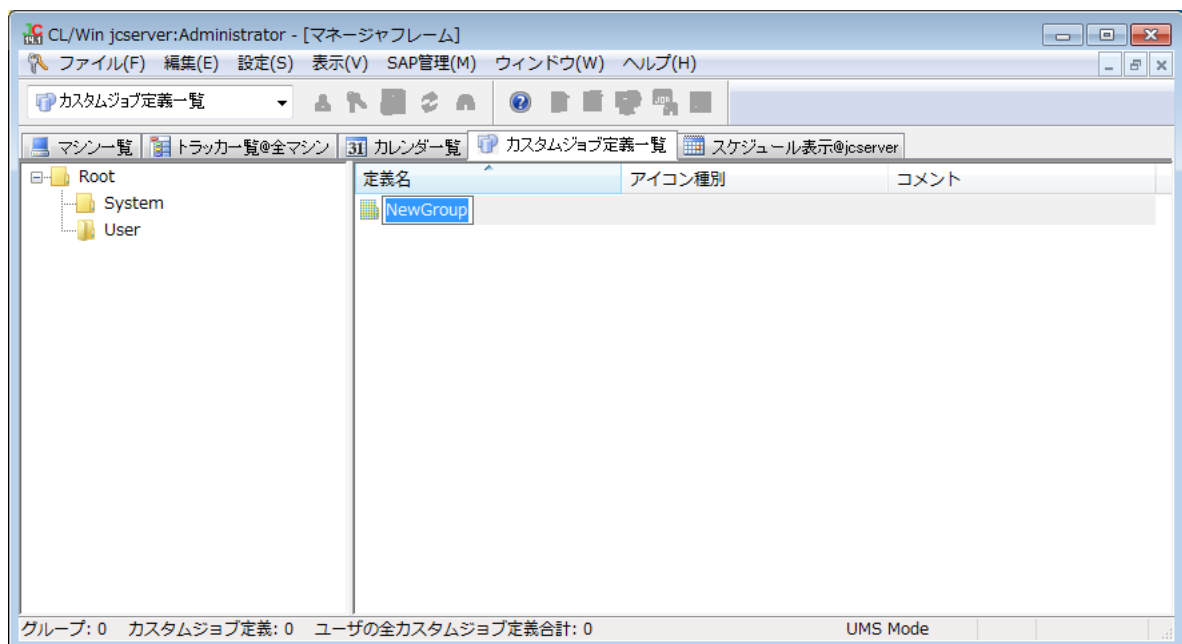 CL/Win jcserver:Administrator - [マネージャフレーム]
ファイル(F) 編集(E) 設定(S) 表示(V) SAP管理(M) ウィンドウ(W) ヘルプ(H)
カスタムジョブ定義一覧
マシン一覧 トラッカ一覧@全マシン 31 カレンダ一覧 カスタムジョブ定義一覧 スケジュール表示@jcserver
Root
System
User
定義名 アイコン種別 コメント
NewGroup
グループ: 0 カスタムジョブ定義: 0 ユーザの全カスタムジョブ定義合計: 0 UMS Mode